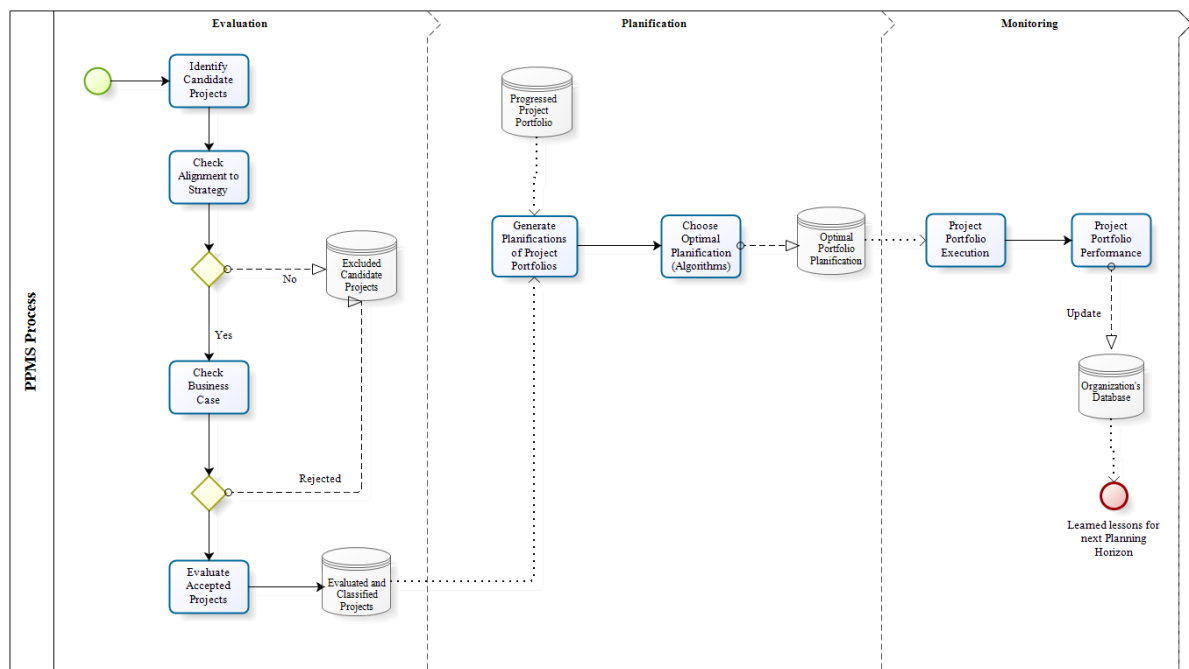 Evaluation
Planification
Monitoring
PPMS Process
Identify
Candidate
Projects
Check
Alignment to
Strategy
No
Excluded
Candidate
Projects
Yes
Check
Business
Case
Rejected
Evaluate
Accepted
Projects
Evaluated and
Classified
Projects
Progressed
Project
Portfolio
Generate
Planifications
of Project
Portfolios
Choose
Optimal
Planification
(Algorithms)
Optimal
Portfolio
Planification
Project
Portfolio
Execution
Project
Portfolio
Performance
Update
Organization's
Database
Learned lessons for
next Planning
Horizon